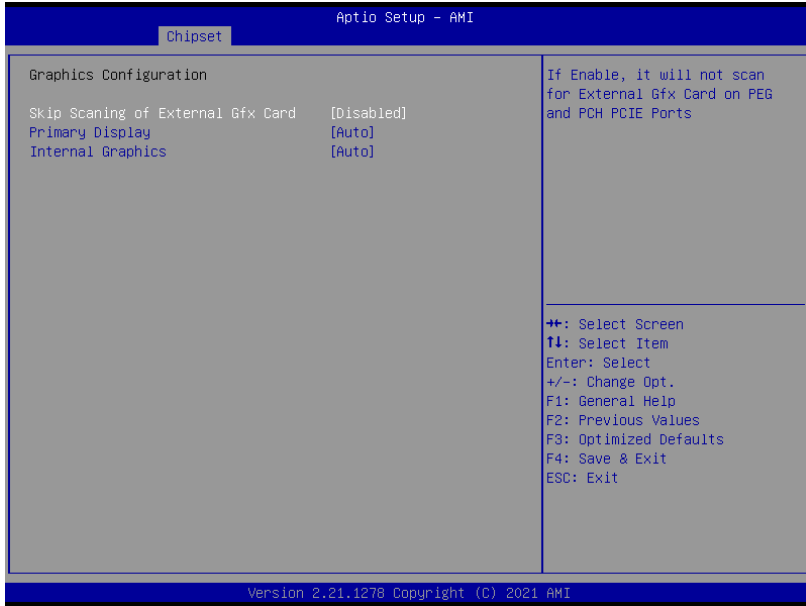 Aptio Setup – AMI
Chipset
Graphics Configuration
Skip Scaning of External Gfx Card [Disabled]
Primary Display [Auto]
Internal Graphics [Auto]
If Enable, it will not scan
for External Gfx Card on PEG
and PCH PCIE Ports
→←: Select Screen
↑↓: Select Item
Enter: Select
+/-: Change Opt.
F1: General Help
F2: Previous Values
F3: Optimized Defaults
F4: Save & Exit
ESC: Exit
Version 2.21.1278 Copyright (C) 2021 AMI